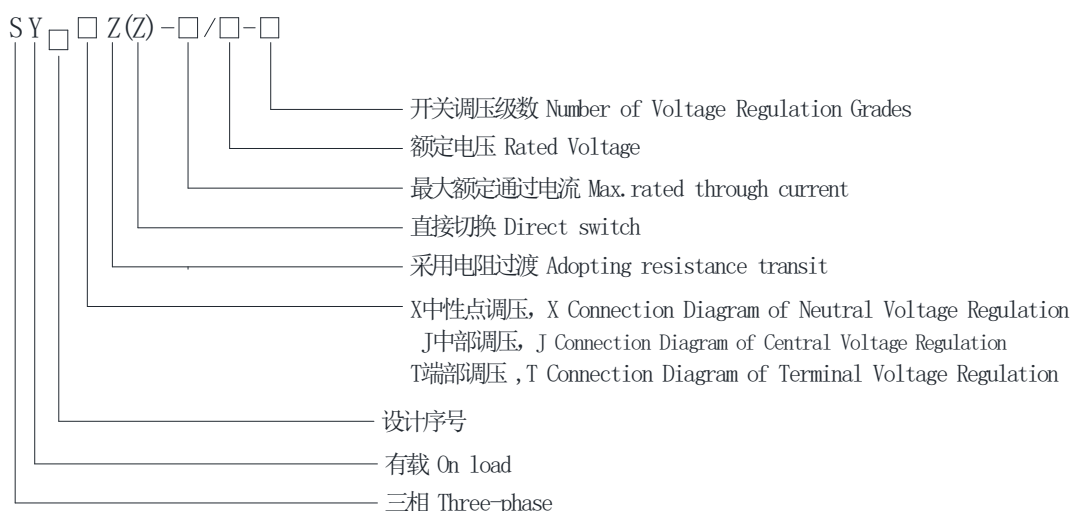 SY□□Z(Z)-□/□-□
开关调压级数 Number of Voltage Regulation Grades
额定电压 Rated Voltage
最大额定通过电流 Max.rated through current
直接切换 Direct switch
采用电阻过渡 Adopting resistance transit
X中性点调压, X Connection Diagram of Neutral Voltage Regulation
J中部调压, J Connection Diagram of Central Voltage Regulation
T端部调压 ,T Connection Diagram of Terminal Voltage Regulation
设计序号
有载 On load
三相 Three-phase